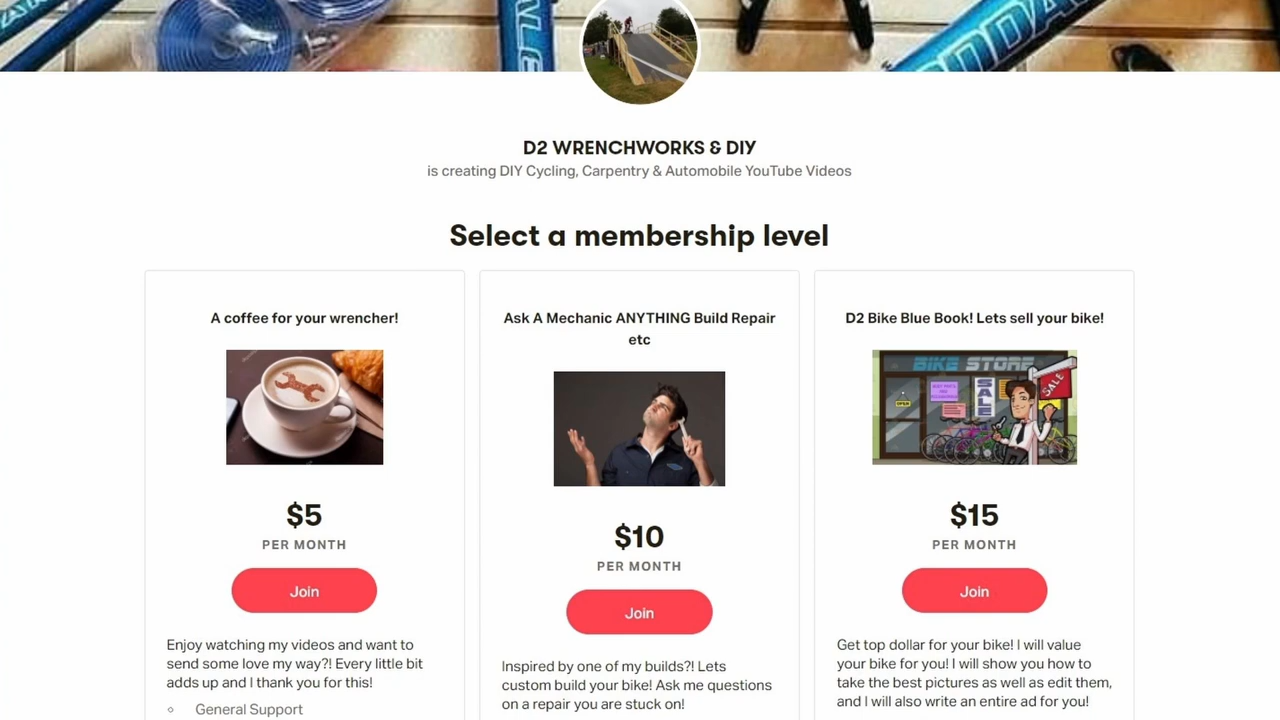 D2 WRENCHWORKS & DIY
is creating DIY Cycling, Carpentry & Automobile YouTube Videos
Select a membership level
A coffee for your wrencher!
$5
PER MONTH
Join
Enjoy watching my videos and want to
send some love my way?! Every little bit
adds up and I thank you for this!
General Support
Ask A Mechanic ANYTHING Build Repair
etc
$10
PER MONTH
Join
Inspired by one of my builds?! Lets
custom build your bike! Ask me questions
on a repair you are stuck on!
D2 Bike Blue Book! Lets sell your bike!
BIKE STORE
OPEN
SALE
SALE
$15
PER MONTH
Join
Get top dollar for your bike! I will value
your bike for you! I will show you how to
take the best pictures as well as edit them,
and I will also write an entire ad for you!